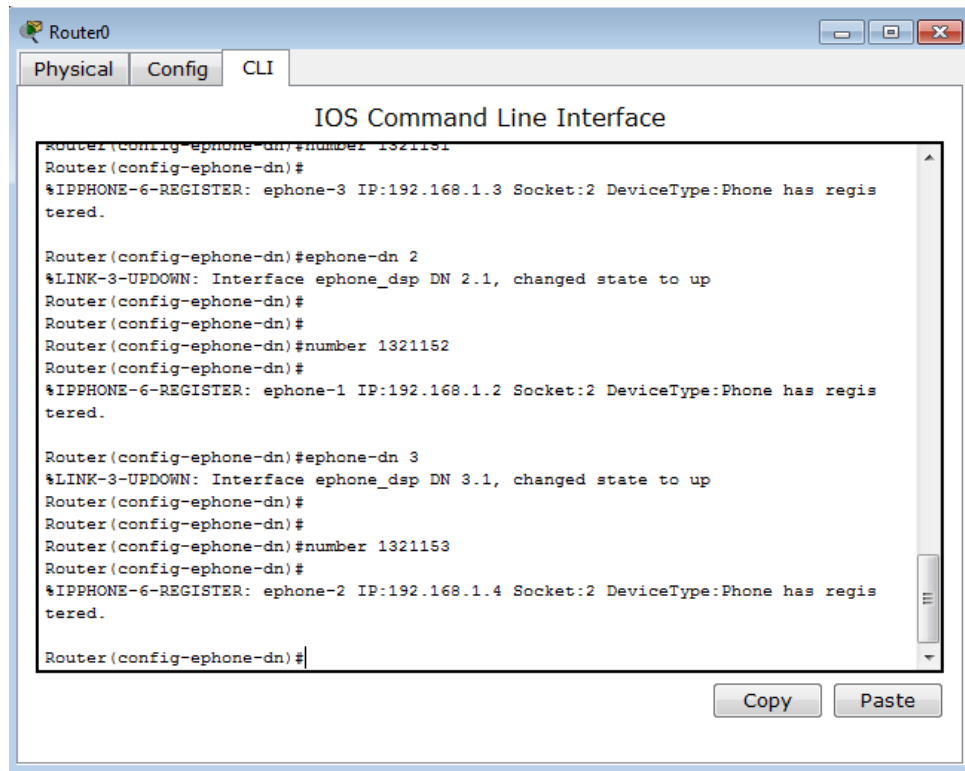 Router0
Physical Config CLI
IOS Command Line Interface
Router(config-ephone-dn)#number 1321151
Router(config-ephone-dn)#
%IPPHONE-6-REGISTER: ephone-3 IP:192.168.1.3 Socket:2 DeviceType:Phone has regis
tered.
Router(config-ephone-dn)#ephone-dn 2
%LINK-3-UPDOWN: Interface ephone_dsp DN 2.1, changed state to up
Router(config-ephone-dn)#
Router(config-ephone-dn)#
Router(config-ephone-dn)#number 1321152
Router(config-ephone-dn)#
%IPPHONE-6-REGISTER: ephone-1 IP:192.168.1.2 Socket:2 DeviceType:Phone has regis
tered.
Router(config-ephone-dn)#ephone-dn 3
%LINK-3-UPDOWN: Interface ephone_dsp DN 3.1, changed state to up
Router(config-ephone-dn)#
Router(config-ephone-dn)#
Router(config-ephone-dn)#number 1321153
Router(config-ephone-dn)#
%IPPHONE-6-REGISTER: ephone-2 IP:192.168.1.4 Socket:2 DeviceType:Phone has regis
tered.
Router(config-ephone-dn)#
Copy Paste